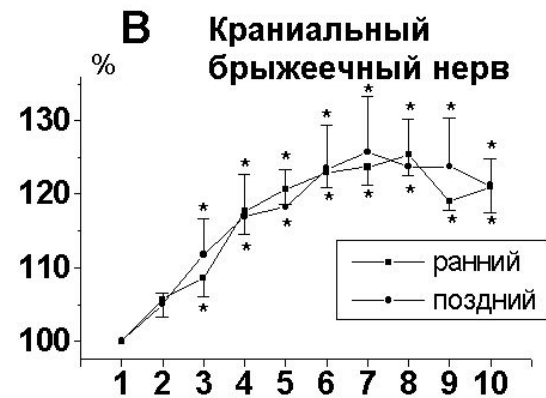 В Краниальный
% брыжеечный нерв
130
120
110
100
ранний
поздний
* * * * * * * *
* * * * * * * *
1 2 3 4 5 6 7 8 9 10